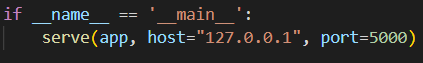 if __name__ == '__main__':
    serve(app, host="127.0.0.1", port=5000)